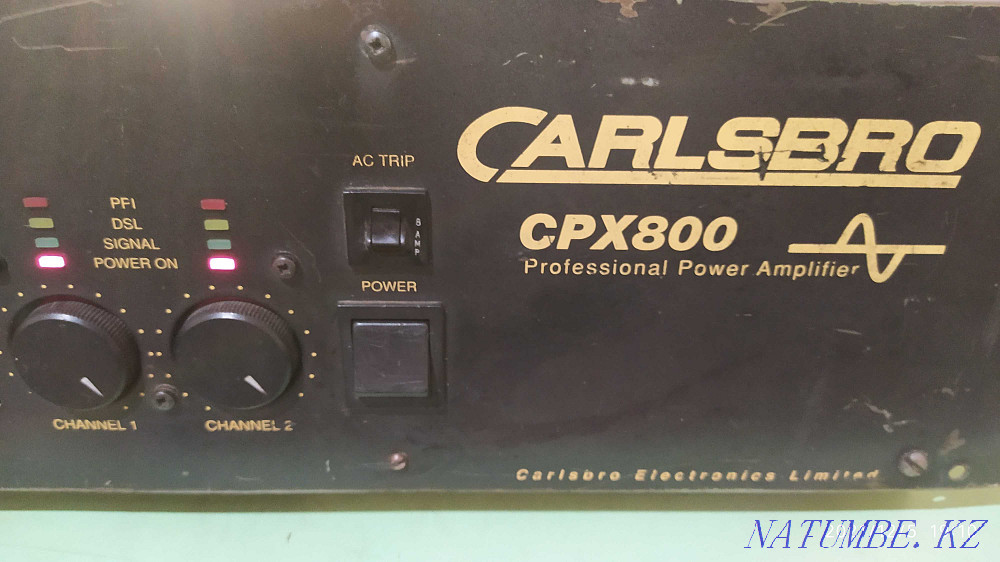 CARLSBRO
AC TRIP
8 AMP
PFI
DSL
SIGNAL
POWER ON
CPX800
Professional Power Amplifier
POWER
CHANNEL 1
CHANNEL 2
Carlsbro Electronics Limited
NATUMBE.KZ